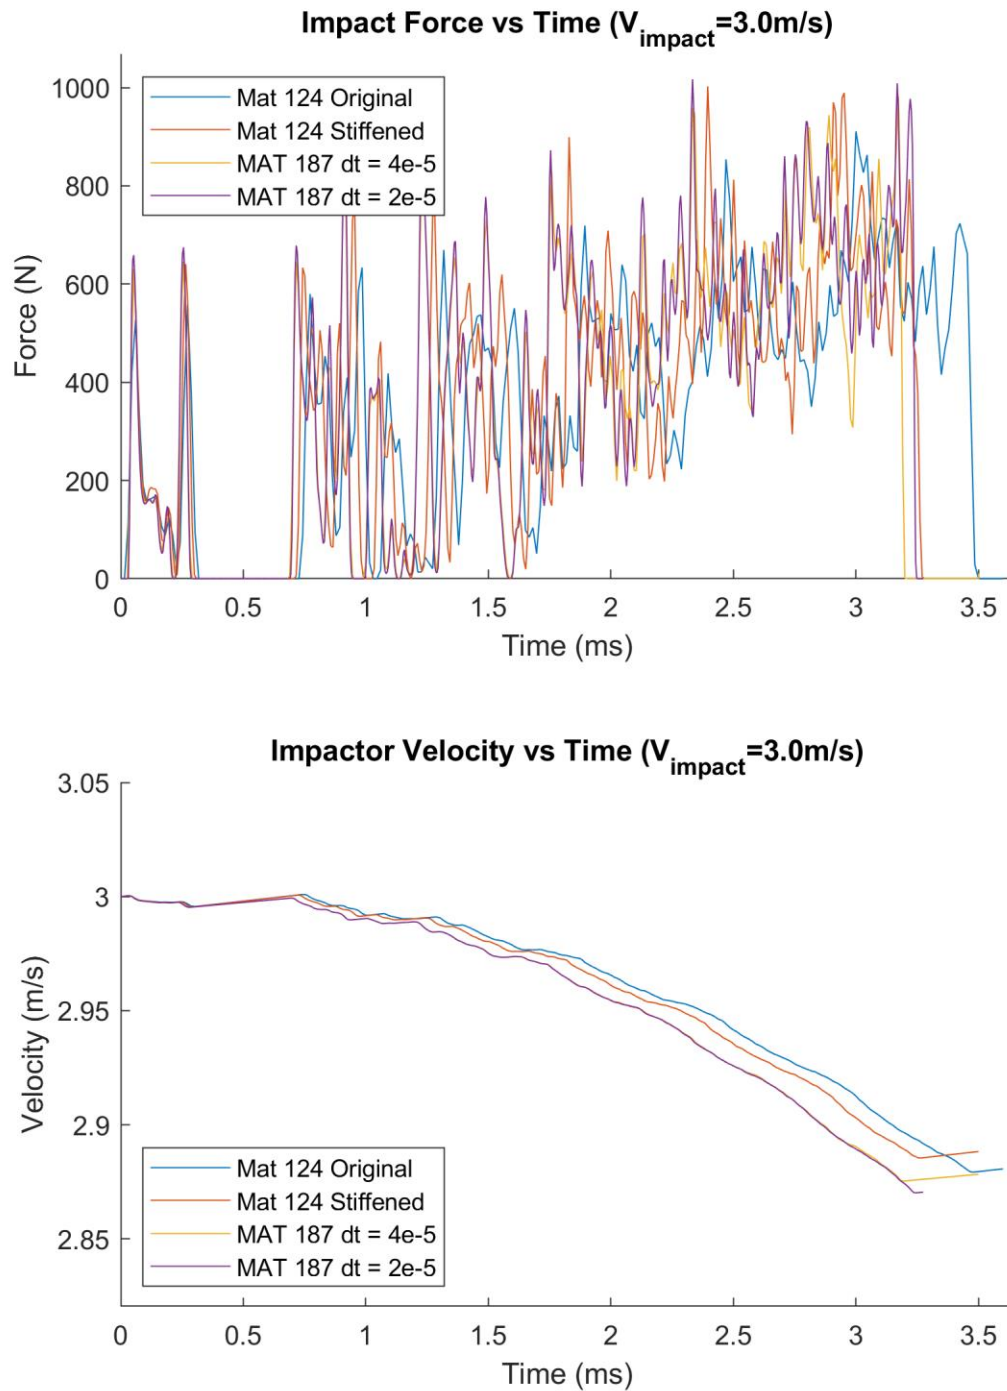 Impact Force vs Time (Vimpact=3.0m/s)
1000
800
600
400
200
0
Force (N)
Mat 124 Original
Mat 124 Stiffened
MAT 187 dt = 4e-5
MAT 187 dt = 2e-5
0 0.5 1 1.5 2 2.5 3 3.5
Time (ms)
Impactor Velocity vs Time (Vimpact=3.0m/s)
3.05
3
2.95
2.9
2.85
Velocity (m/s)
Mat 124 Original
Mat 124 Stiffened
MAT 187 dt = 4e-5
MAT 187 dt = 2e-5
0 0.5 1 1.5 2 2.5 3 3.5
Time (ms)